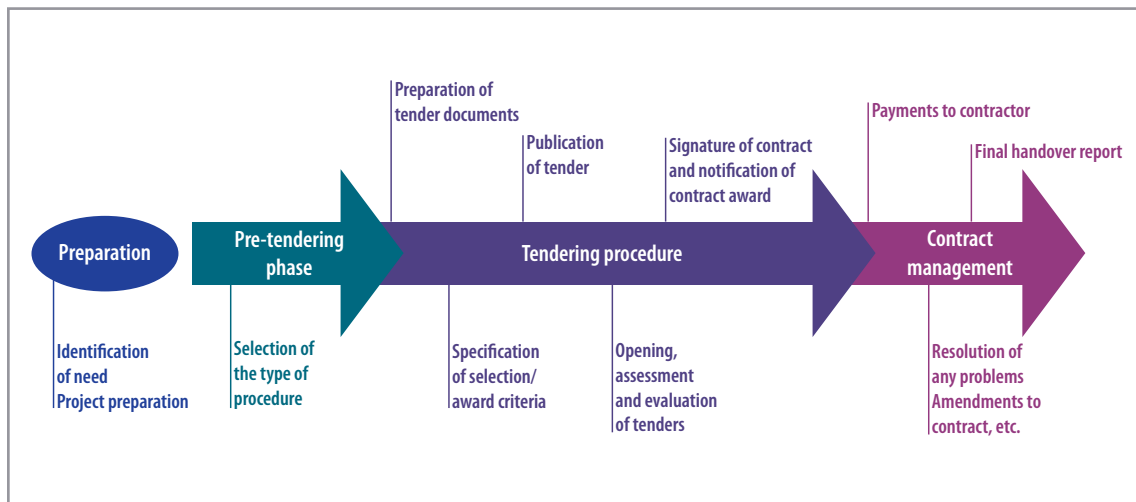 Preparation of
tender documents
Publication
of tender
Signature of contract
and notification of
contract award
Payments to contractor
Final handover report
Preparation
Pre-tendering
phase
Tendering procedure
Contract
management
Identification
of need
Project preparation
Selection of
the type of
procedure
Specification
of selection/
award criteria
Opening,
assessment
and evaluation
of tenders
Resolution of
any problems
Amendments to
contract, etc.